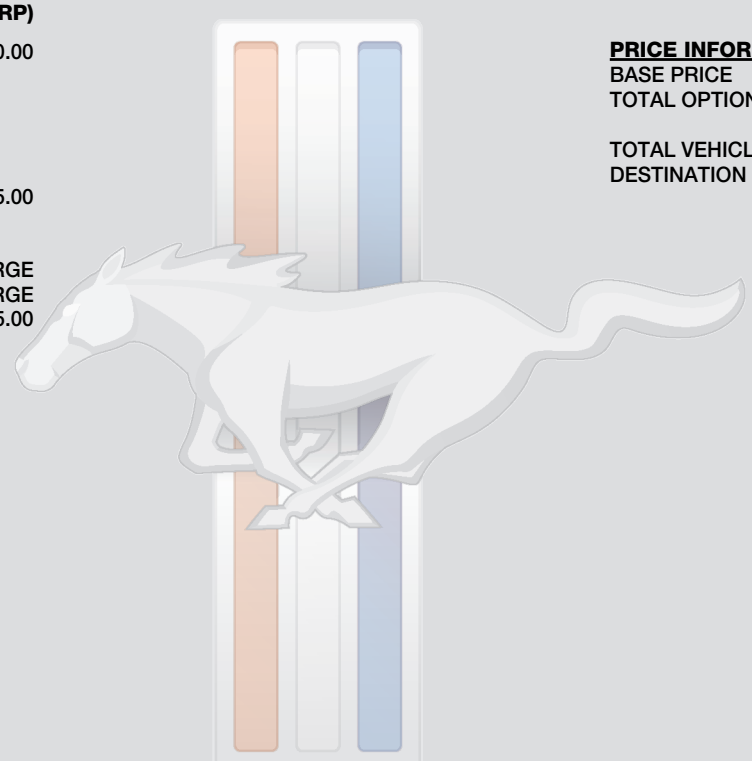 RP)
0.00
5.00
RGE
RGE
5.00
PRICE INFOR
BASE PRICE
TOTAL OPTION
TOTAL VEHICL
DESTINATION